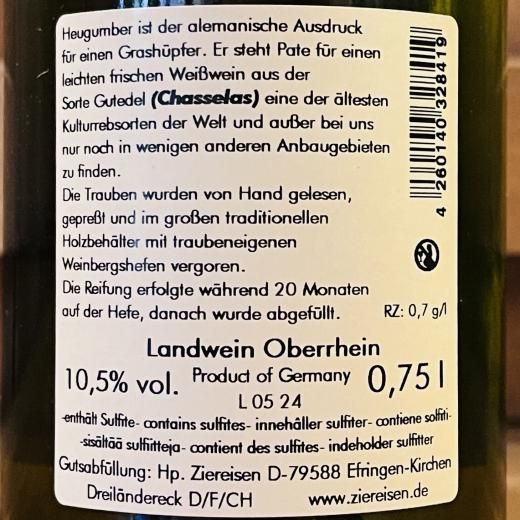 Heugumber ist der alemanische Ausdruck
für einen Grashüpfer. Er steht Pate für einen
leichten frischen Weißwein aus der
Sorte Gutedel (Chasselas) eine der ältesten
Kulturrebsorten der Welt und außer bei uns
nur noch in wenigen anderen Anbaugebieten
zu finden.
Die Trauben wurden von Hand gelesen,
gepreßt und im großen traditionellen
Holzbehälter mit traubeneigenen
Weinbergshefen vergoren.
Die Reifung erfolgte während 20 Monaten
auf der Hefe, danach wurde abgefüllt.
RZ: 0,7 g/l
4 260140 328419
Landwein Oberrhein
10,5% vol. Product of Germany 0,75 l
L 05 24
-enthält Sulfite- contains sulfites- innehåller sulfiter- contiene solfiti-
-sisältää sulfiitteja- contient des sulfites- indeholder sulfitter
Gutsabfüllung: Hp. Ziereisen D-79588 Efringen-Kirchen
Dreiländereck D/F/CH www.ziereisen.de